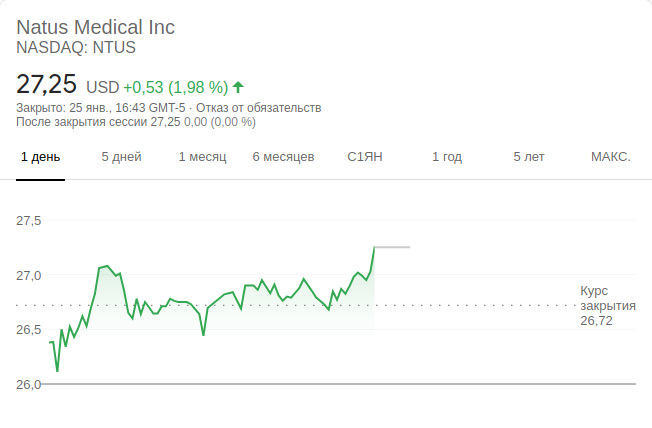 Natus Medical Inc
NASDAQ: NTUS
27,25 USD +0,53 (1,98 %)
Закрыто: 25 янв., 16:43 GMT-5 · Отказ от обязательств
После закрытия сессии 27,25 0,00 (0,00 %)
1 день 5 дней 1 месяц 6 месяцев С1ЯН 1 год 5 лет МАКС.
27,5
27,0
Курс
закрытия
26,72
26,5
26,0